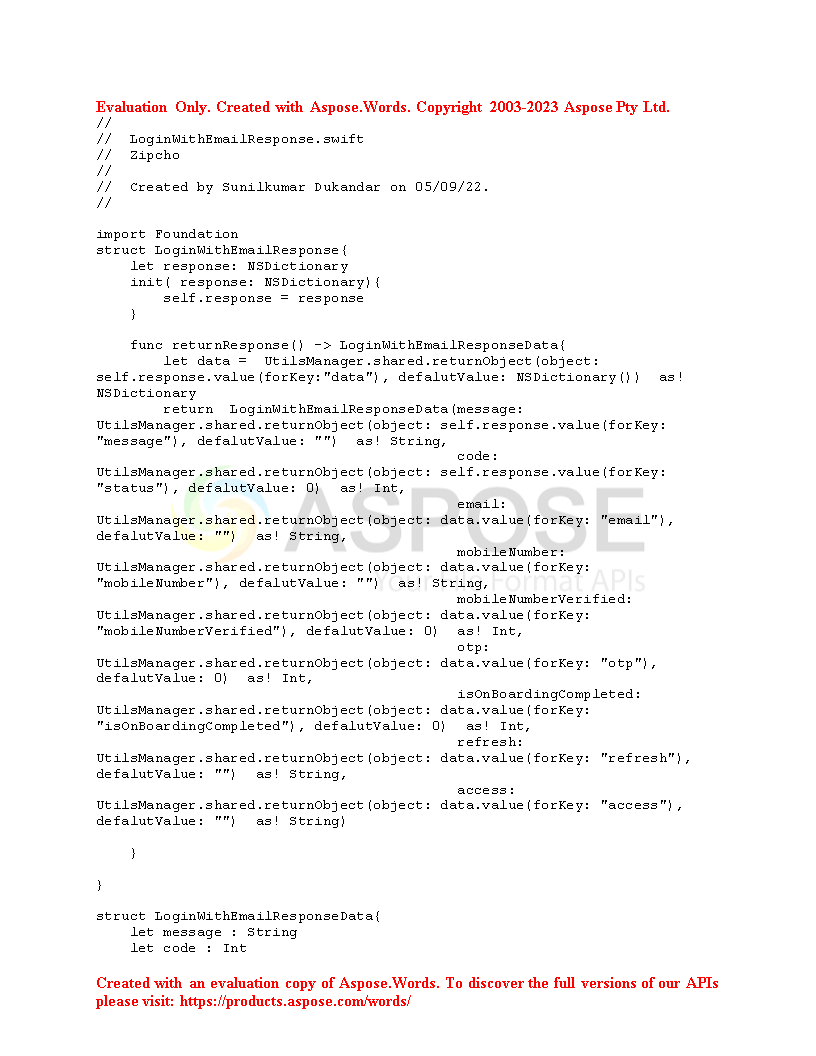 Evaluation Only. Created with Aspose.Words. Copyright 2003-2023 Aspose Pty Ltd.
//
//  LoginWithEmailResponse.swift
//  Zipcho
//
//  Created by Sunilkumar Dukandar on 05/09/22.
//

import Foundation
struct LoginWithEmailResponse{
    let response: NSDictionary
    init( response: NSDictionary){
        self.response = response
    }

    func returnResponse() -> LoginWithEmailResponseData{
        let data =  UtilsManager.shared.returnObject(object:
self.response.value(forKey:"data"), defalutValue: NSDictionary())  as!
NSDictionary
        return  LoginWithEmailResponseData(message:
UtilsManager.shared.returnObject(object: self.response.value(forKey:
"message"), defalutValue: "")  as! String,
                                           code:
UtilsManager.shared.returnObject(object: self.response.value(forKey:
"status"), defalutValue: 0)  as! Int,
                                           email:
UtilsManager.shared.returnObject(object: data.value(forKey: "email"),
defalutValue: "")  as! String,
                                           mobileNumber:
UtilsManager.shared.returnObject(object: data.value(forKey:
"mobileNumber"), defalutValue: "")  as! String,
                                           mobileNumberVerified:
UtilsManager.shared.returnObject(object: data.value(forKey:
"mobileNumberVerified"), defalutValue: 0)  as! Int,
                                           otp:
UtilsManager.shared.returnObject(object: data.value(forKey: "otp"),
defalutValue: 0)  as! Int,
                                           isOnBoardingCompleted:
UtilsManager.shared.returnObject(object: data.value(forKey:
"isOnBoardingCompleted"), defalutValue: 0)  as! Int,
                                           refresh:
UtilsManager.shared.returnObject(object: data.value(forKey: "refresh"),
defalutValue: "")  as! String,
                                           access:
UtilsManager.shared.returnObject(object: data.value(forKey: "access"),
defalutValue: "")  as! String)

    }

}

struct LoginWithEmailResponseData{
    let message : String
    let code : Int
ASPOSE
Format APIs
Created with an evaluation copy of Aspose.Words. To discover the full versions of our APIs
please visit: https://products.aspose.com/words/